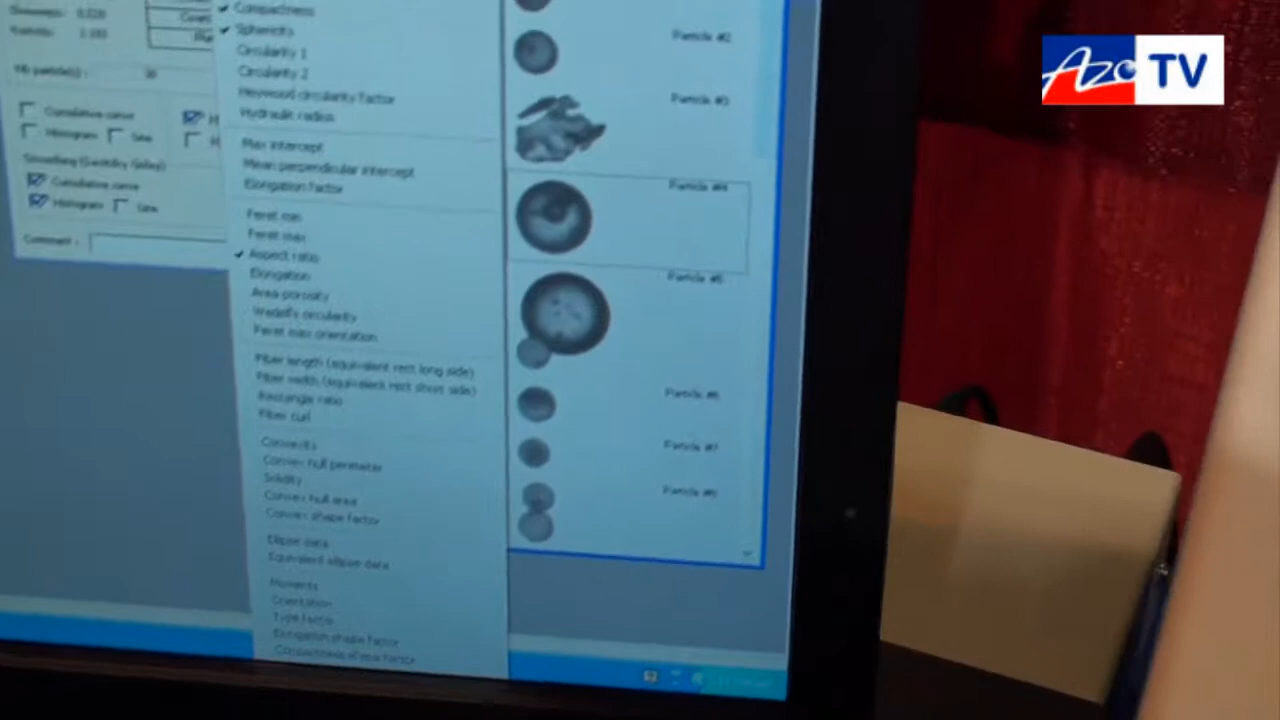 AZo TV
Compactness
Sphericity
Circularity 1
Circularity 2
Heywood circularity factor
Hydraulic radius
Max intercept
Mean perpendicular intercept
Elongation factor
Feret min
Feret max
Aspect ratio
Elongation
Area porosity
Wadell's circularity
Feret max orientation
Fiber length (equivalent rect long side)
Fiber width (equivalent rect short side)
Rectangle ratio
Fiber curl
Convexity
Convex hull perimeter
Solidity
Convex hull area
Convex shape factor
Ellipse data
Equivalent ellipse data
Moments
Orientation
Type factor
Elongation shape factor
Compactness shape factor
Nb particle(s) :
Cumulative curve
Histogram
Smoothing (Savitzky Golay)
Cumulative curve
Histogram
Comment :
Particle #2
Particle #3
Particle #4
Particle #5
Particle #6
Particle #7